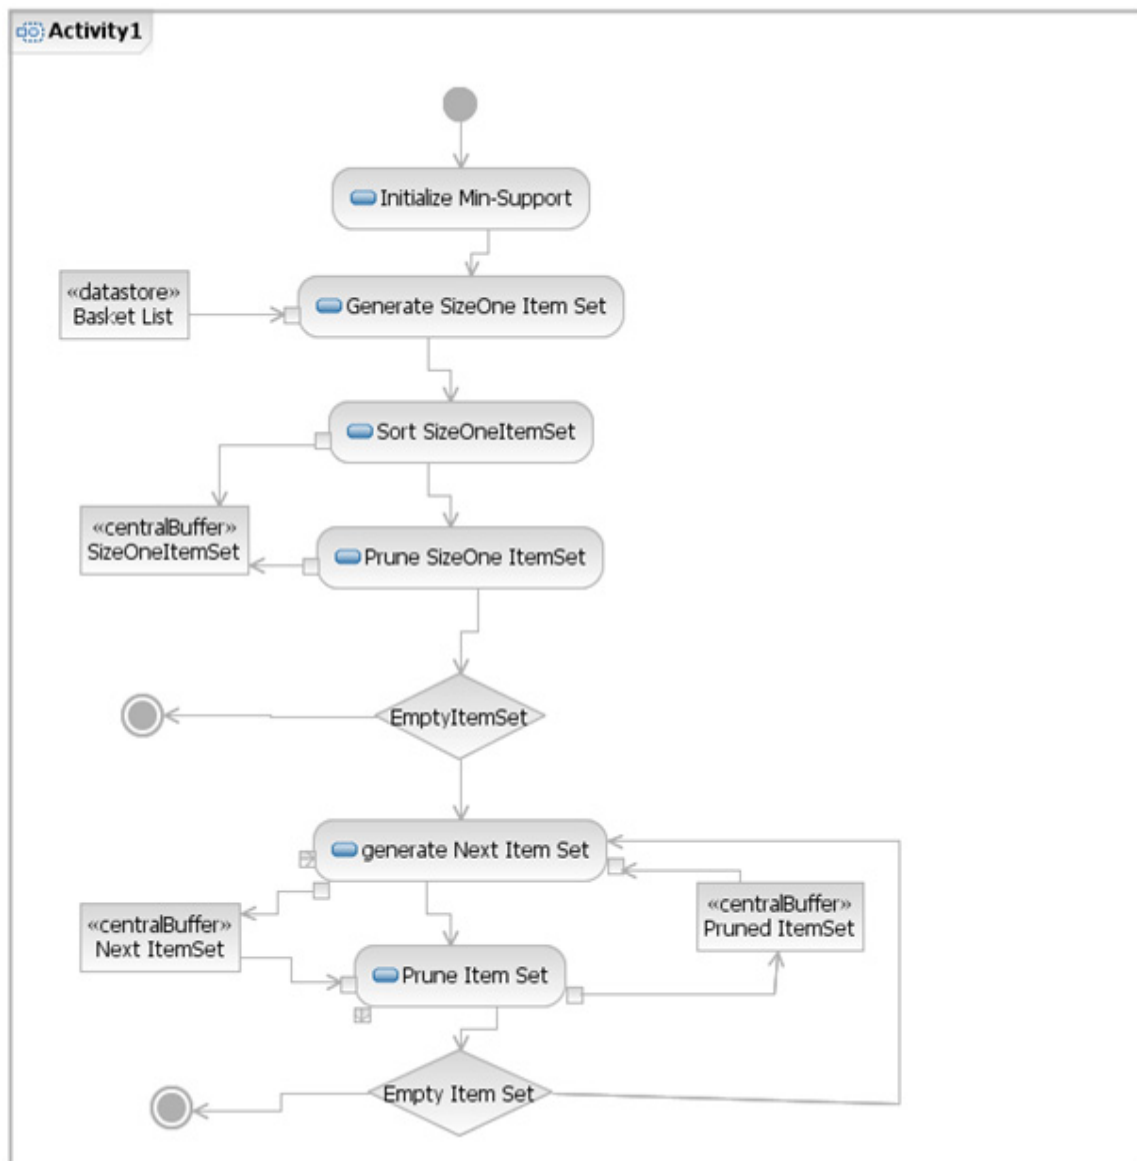 Activity1
Initialize Min-Support
«datastore»
Basket List
Generate SizeOne Item Set
Sort SizeOneItemSet
«centralBuffer»
SizeOneItemSet
Prune SizeOne ItemSet
EmptyItemSet
generate Next Item Set
«centralBuffer»
Pruned ItemSet
«centralBuffer»
Next ItemSet
Prune Item Set
Empty Item Set